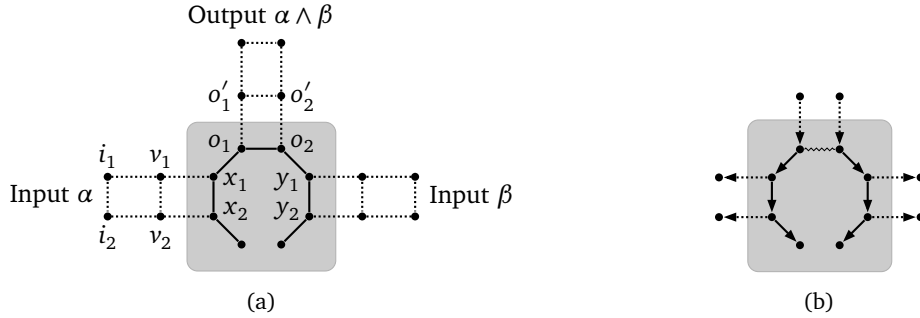 Output α ∧ β
o′₁ o′₂
o₁ o₂
i₁ v₁ x₁ y₁
Input α Input β
x₂ y₂
i₂ v₂
(a) (b)